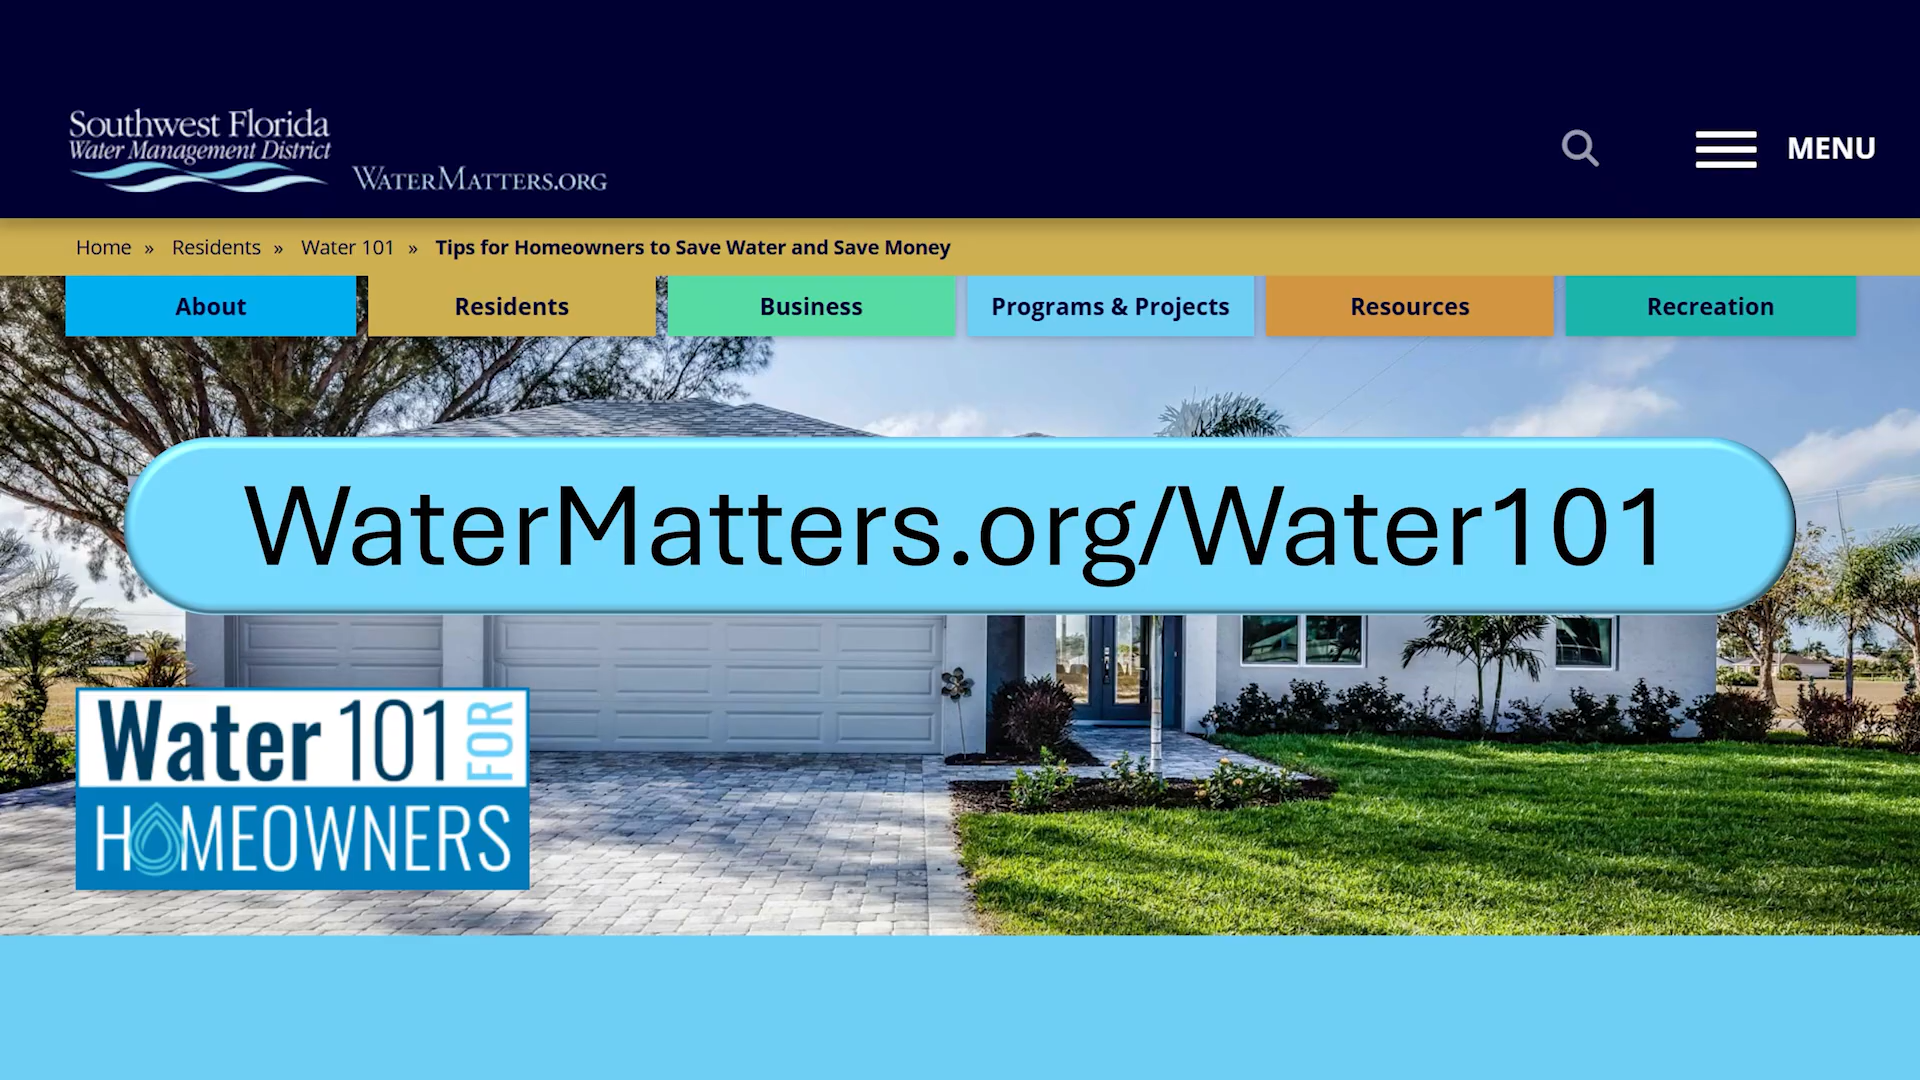 Southwest Florida
Water Management District
WATERMATTERS.ORG
MENU
Home » Residents » Water 101 » Tips for Homeowners to Save Water and Save Money
About
Residents
Business
Programs & Projects
Resources
Recreation
WaterMatters.org/Water101
Water 101 FOR
HOMEOWNERS